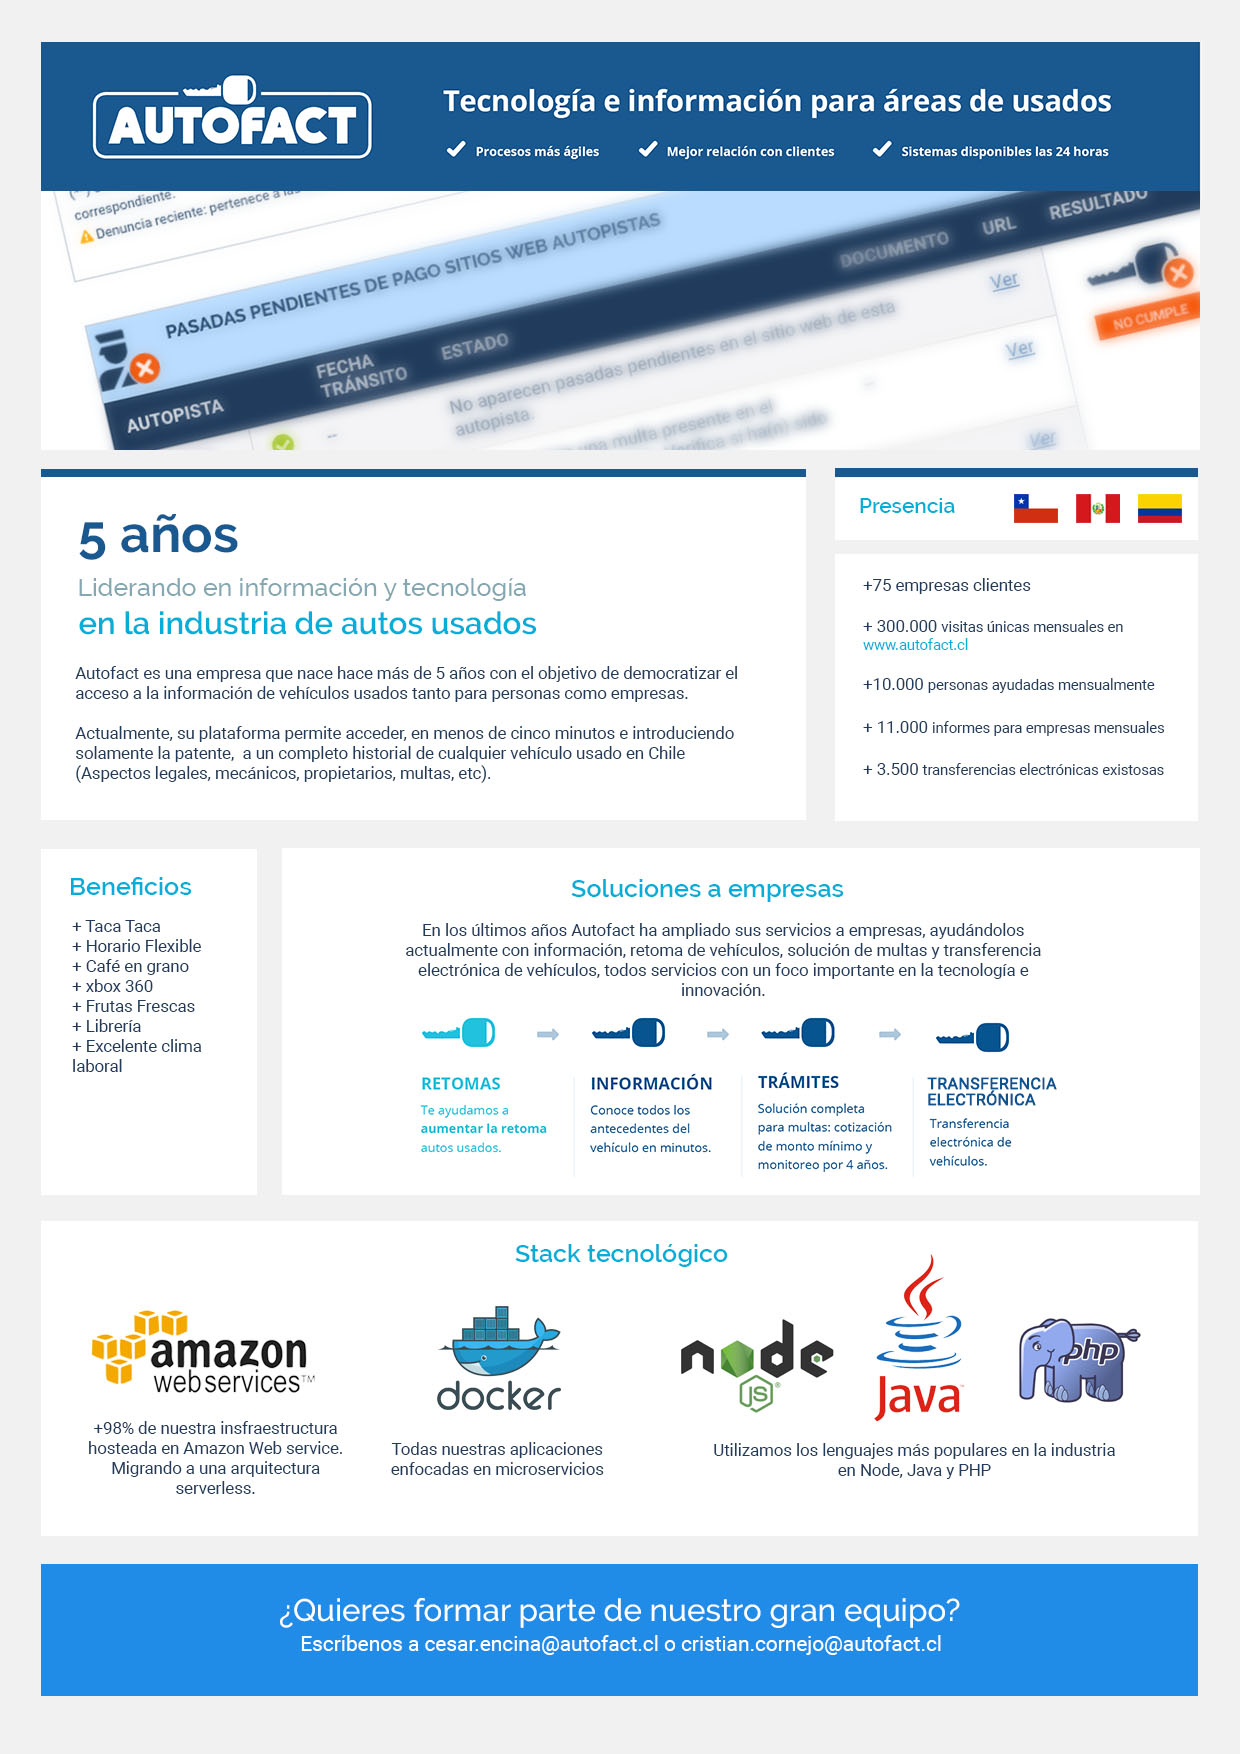 AUTOFACT
Tecnología e información para áreas de usados
Procesos más ágiles
Mejor relación con clientes
Sistemas disponibles las 24 horas
correspondiente.
Denuncia reciente: pertenece a las
PASADAS PENDIENTES DE PAGO SITIOS WEB AUTOPISTAS
AUTOPISTA
FECHA
TRÁNSITO
ESTADO
DOCUMENTO
URL
RESULTADO
--
No aparecen pasadas pendientes en el sitio web de esta
autopista.
Ver
NO CUMPLE
una multa presente en el
--
Ver
Verifica si ha(n) sido
Ver
5 años
Liderando en información y tecnología
en la industria de autos usados
Autofact es una empresa que nace hace más de 5 años con el objetivo de democratizar el
acceso a la información de vehículos usados tanto para personas como empresas.
Actualmente, su plataforma permite acceder, en menos de cinco minutos e introduciendo
solamente la patente,  a un completo historial de cualquier vehículo usado en Chile
(Aspectos legales, mecánicos, propietarios, multas, etc).
Presencia
+75 empresas clientes
+ 300.000 visitas únicas mensuales en
www.autofact.cl
+10.000 personas ayudadas mensualmente
+ 11.000 informes para empresas mensuales
+ 3.500 transferencias electrónicas existosas
Beneficios
+ Taca Taca
+ Horario Flexible
+ Café en grano
+ xbox 360
+ Frutas Frescas
+ Librería
+ Excelente clima
laboral
Soluciones a empresas
En los últimos años Autofact ha ampliado sus servicios a empresas, ayudándolos
actualmente con información, retoma de vehículos, solución de multas y transferencia
electrónica de vehículos, todos servicios con un foco importante en la tecnología e
innovación.
RETOMAS
Te ayudamos a
aumentar la retoma
autos usados.
INFORMACIÓN
Conoce todos los
antecedentes del
vehículo en minutos.
TRÁMITES
Solución completa
para multas: cotización
de monto mínimo y
monitoreo por 4 años.
TRANSFERENCIA
ELECTRÓNICA
Transferencia
electrónica de
vehículos.
Stack tecnológico
amazon
webservices™
+98% de nuestra insfraestructura
hosteada en Amazon Web service.
Migrando a una arquitectura
serverless.
docker
Todas nuestras aplicaciones
enfocadas en microservicios
node
JS®
Java™
php
Utilizamos los lenguajes más populares en la industria
en Node, Java y PHP
¿Quieres formar parte de nuestro gran equipo?
Escríbenos a cesar.encina@autofact.cl o cristian.cornejo@autofact.cl